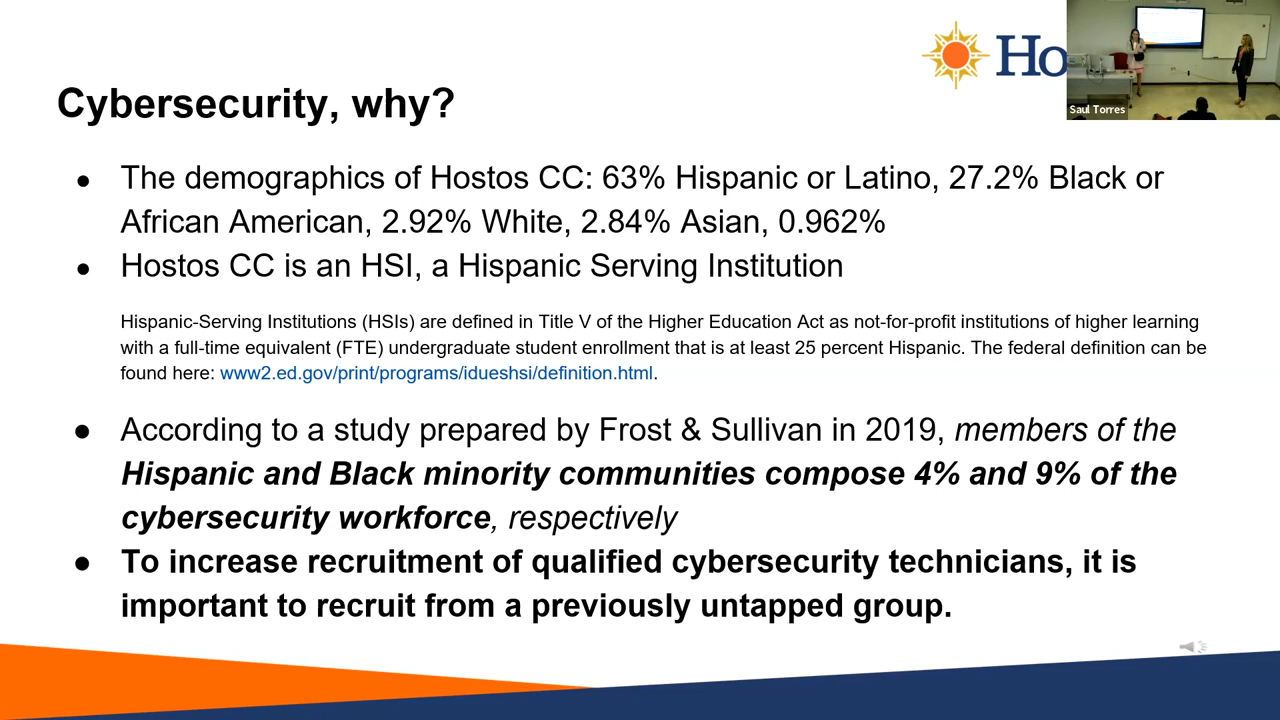 Ho
Saul Torres
Cybersecurity, why?
● The demographics of Hostos CC: 63% Hispanic or Latino, 27.2% Black or
African American, 2.92% White, 2.84% Asian, 0.962%
● Hostos CC is an HSI, a Hispanic Serving Institution
Hispanic-Serving Institutions (HSIs) are defined in Title V of the Higher Education Act as not-for-profit institutions of higher learning
with a full-time equivalent (FTE) undergraduate student enrollment that is at least 25 percent Hispanic. The federal definition can be
found here: www2.ed.gov/print/programs/idueshsi/definition.html.
● According to a study prepared by Frost & Sullivan in 2019, members of the
Hispanic and Black minority communities compose 4% and 9% of the
cybersecurity workforce, respectively
● To increase recruitment of qualified cybersecurity technicians, it is
important to recruit from a previously untapped group.